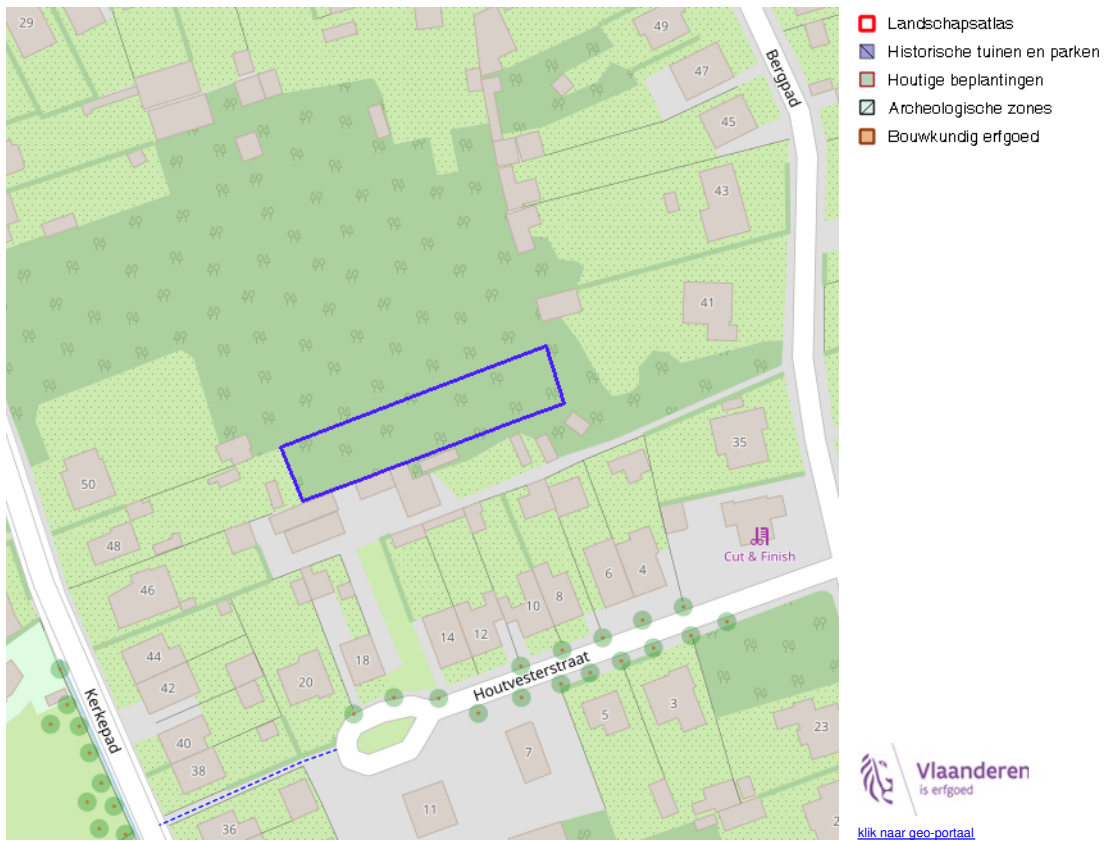 29
49
47
45
43
41
35
50
48
46
44
42
40
38
36
20
18
14
12
10
8
6
4
Cut & Finish
5
3
7
11
23
2
Bergpad
Kerkepad
Houtvesterstraat
Landschapsatlas
Historische tuinen en parken
Houtige beplantingen
Archeologische zones
Bouwkundig erfgoed
Vlaanderen
is erfgoed
klik naar geo-portaal